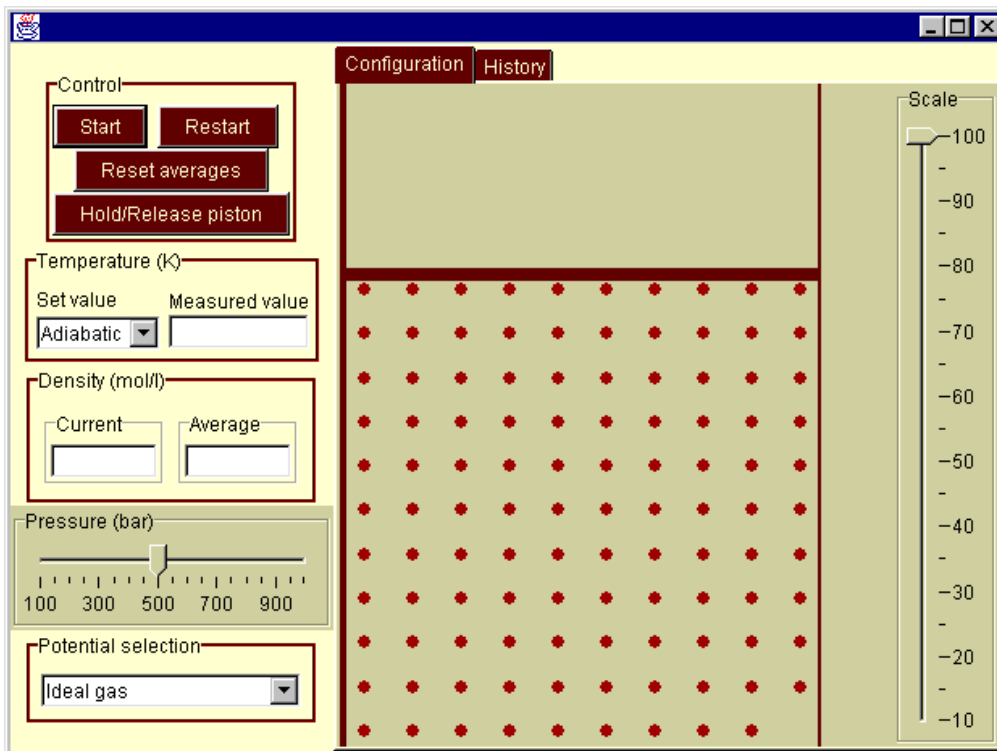 Configuration History
Control
Start Restart
Reset averages
Hold/Release piston
Temperature (K)
Set value Measured value
Adiabatic
Density (mol/l)
Current Average
Pressure (bar)
100 300 500 700 900
Potential selection
Ideal gas
Scale
100
90
80
70
60
50
40
30
20
10